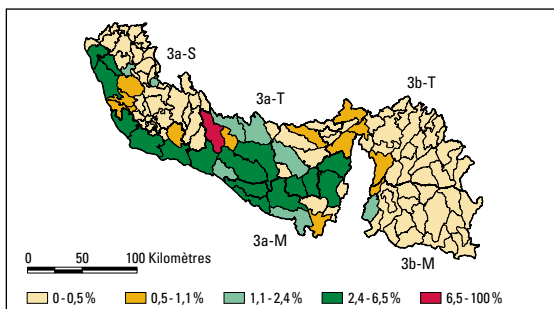 3a-S
3a-T
3b-T
3a-M
3b-M
0 50 100 Kilomètres
0 - 0,5 % 0,5 - 1,1 % 1,1 - 2,4 % 2,4 - 6,5 % 6,5 - 100 %